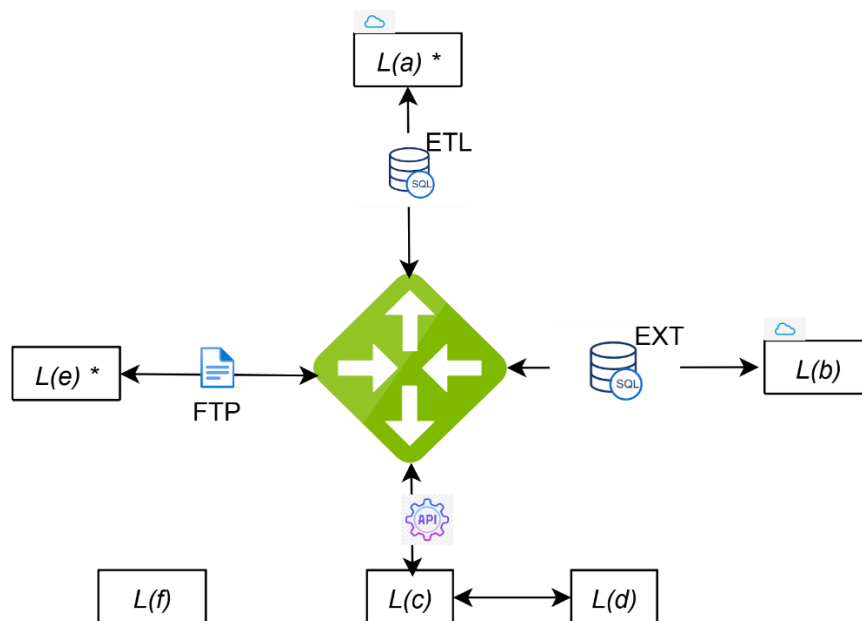 L(a) *
ETL
SQL
EXT
SQL
L(b)
L(e) *
FTP
API
L(f)
L(c)
L(d)